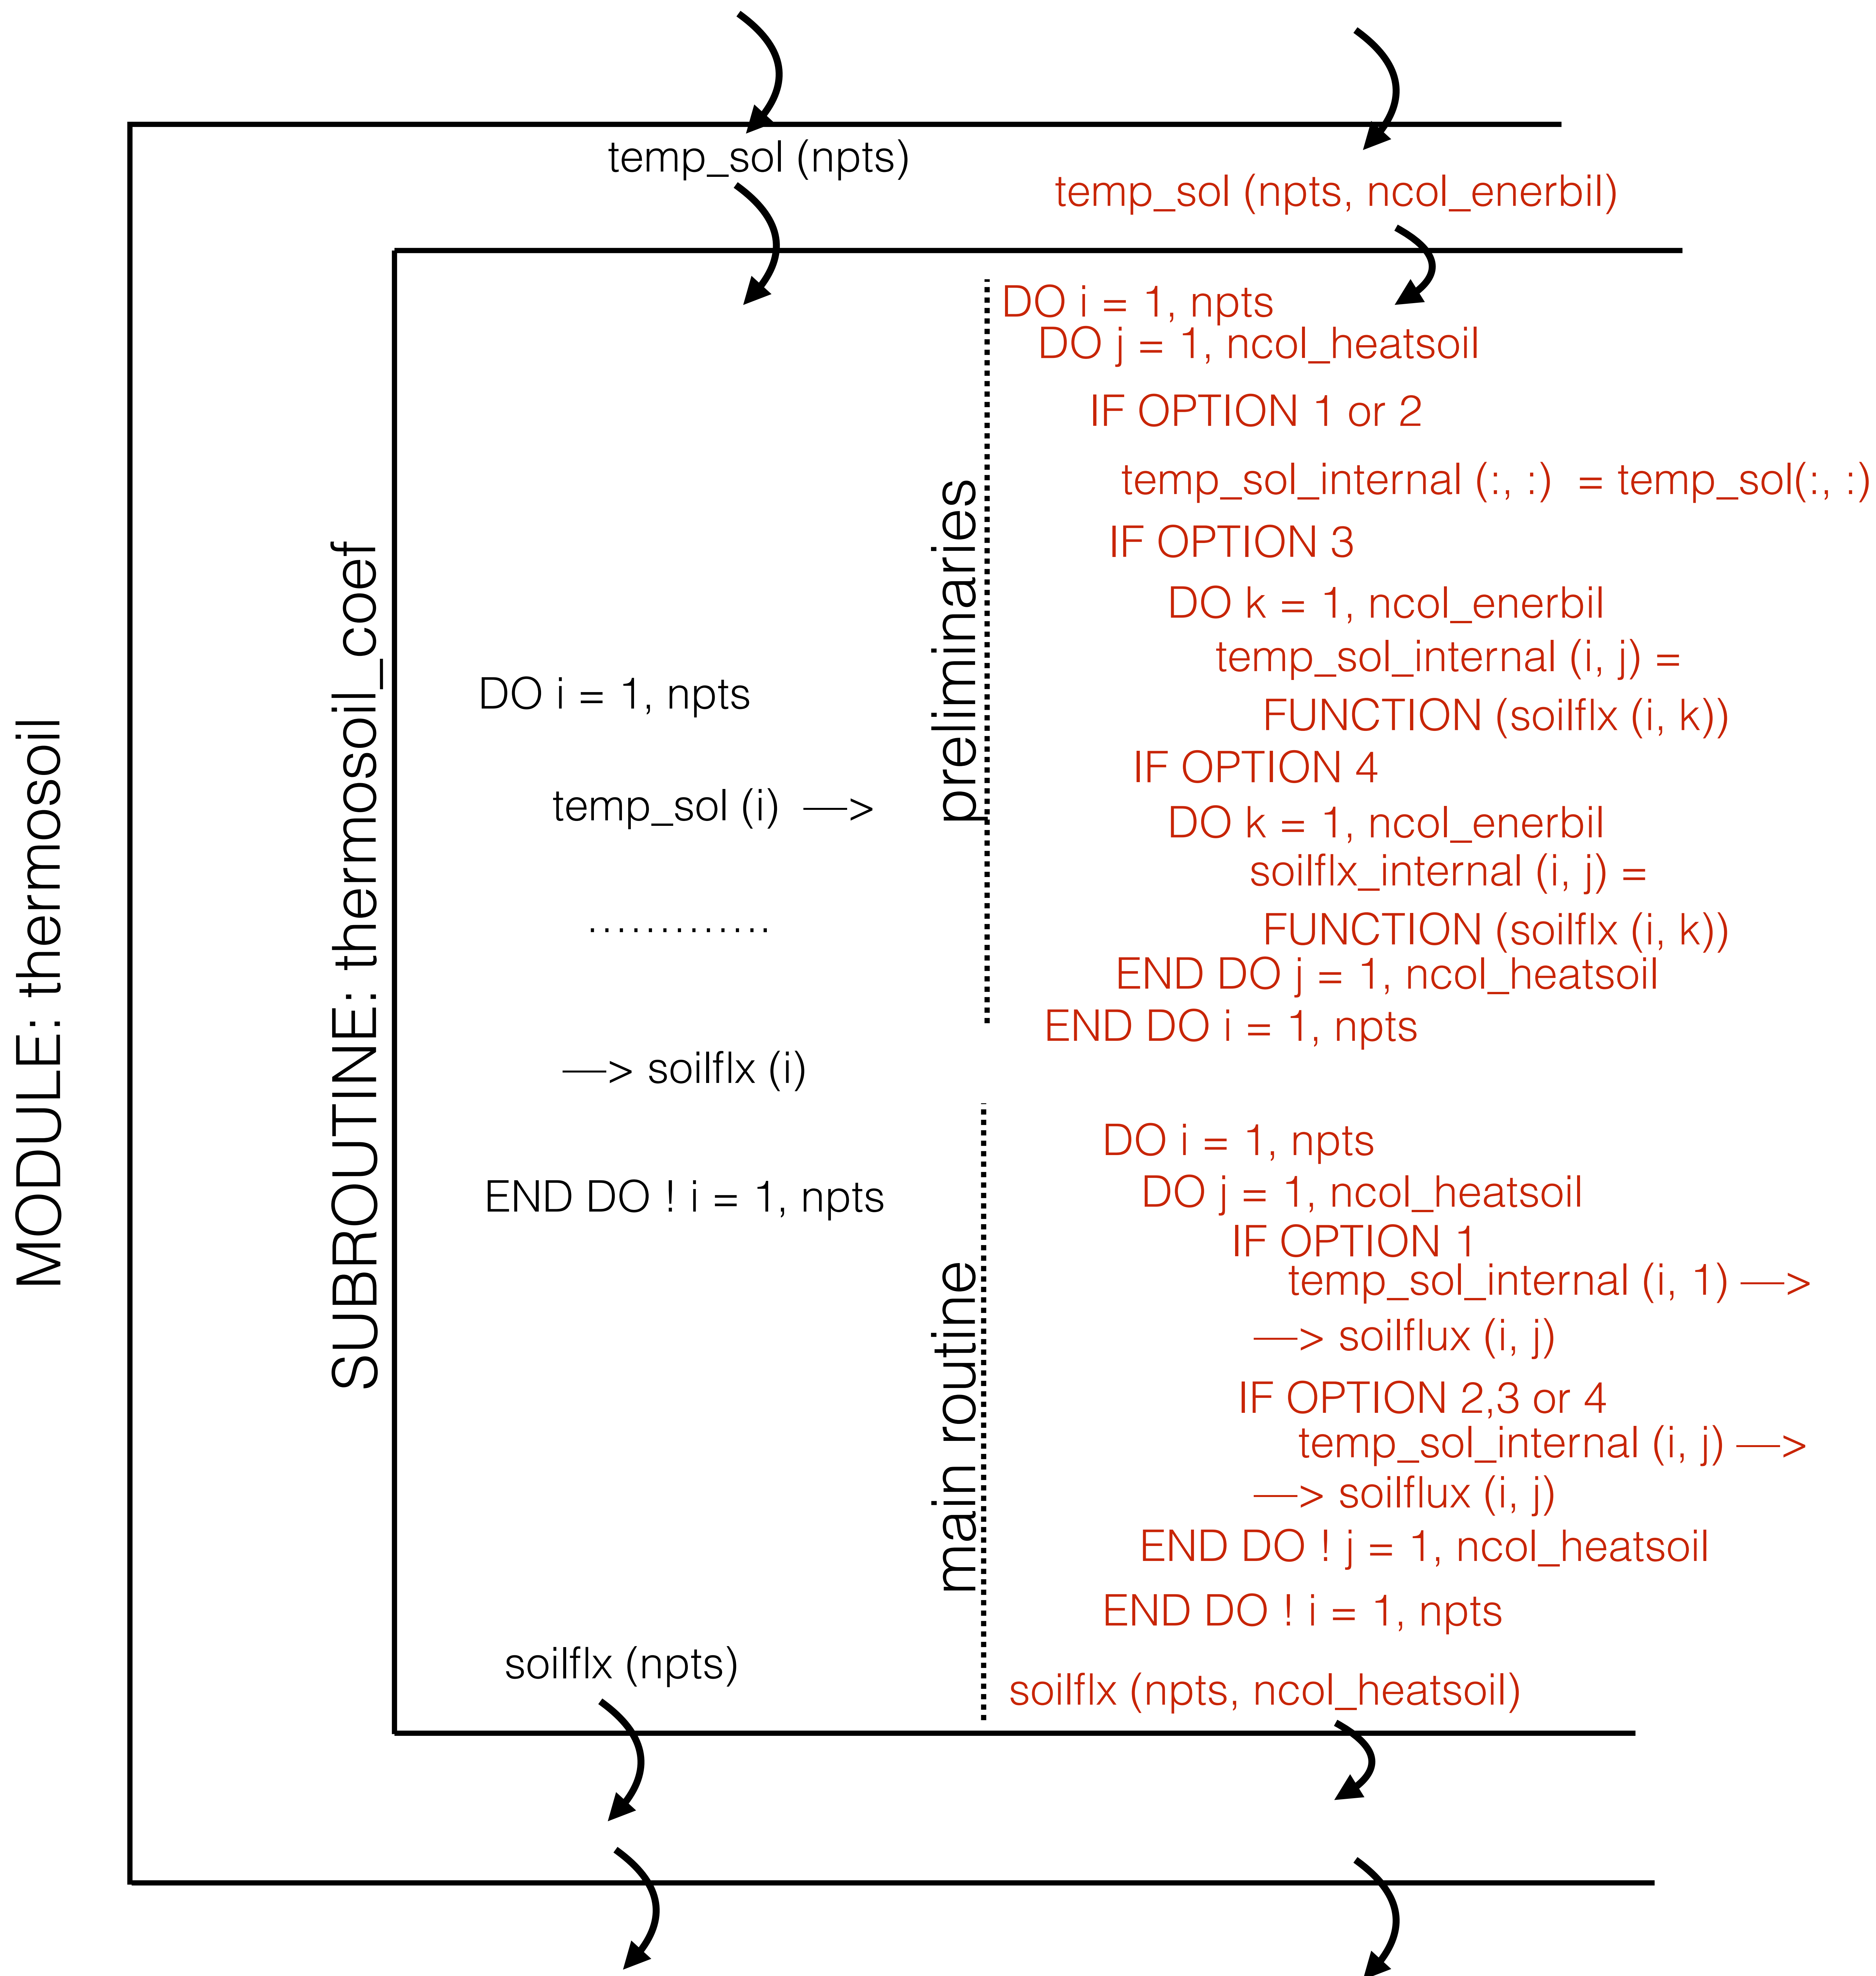 MODULE: thermosoil
SUBROUTINE: thermosoil_coef
temp_sol (npts)
DO i = 1, npts
temp_sol (i) —>
.............
—> soilflx (i)
END DO ! i = 1, npts
soilflx (npts)
temp_sol (npts, ncol_enerbil)
preliminaries
DO i = 1, npts
DO j = 1, ncol_heatsoil
IF OPTION 1 or 2
temp_sol_internal (:, :) = temp_sol(:, :)
IF OPTION 3
DO k = 1, ncol_enerbil
temp_sol_internal (i, j) =
FUNCTION (soilflx (i, k))
IF OPTION 4
DO k = 1, ncol_enerbil
soilflx_internal (i, j) =
FUNCTION (soilflx (i, k))
END DO j = 1, ncol_heatsoil
END DO i = 1, npts
main routine
DO i = 1, npts
DO j = 1, ncol_heatsoil
IF OPTION 1
temp_sol_internal (i, 1) —>
—> soilflux (i, j)
IF OPTION 2,3 or 4
temp_sol_internal (i, j) —>
—> soilflux (i, j)
END DO ! j = 1, ncol_heatsoil
END DO ! i = 1, npts
soilflx (npts, ncol_heatsoil)